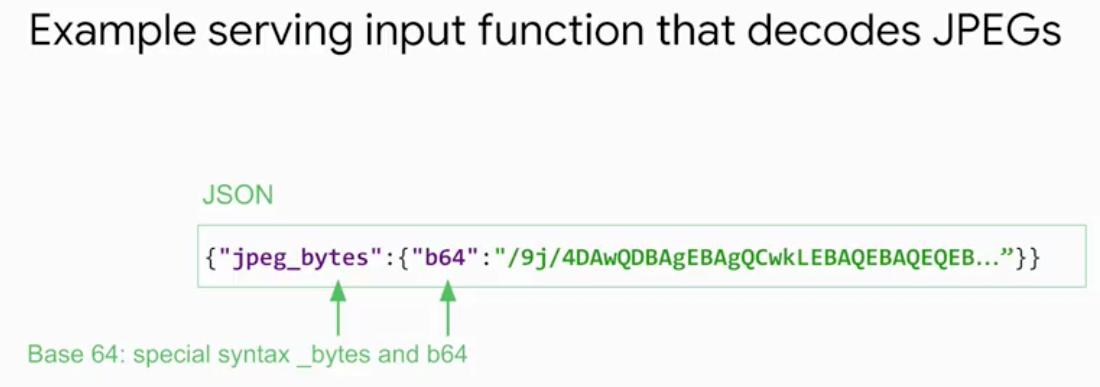 Example serving input function that decodes JPEGs
JSON
{"jpeg_bytes":{"b64":"/9j/4DAwQDBAgEBAgQCwkLEBAQEBAQEQEB...”}}
Base 64: special syntax _bytes and b64